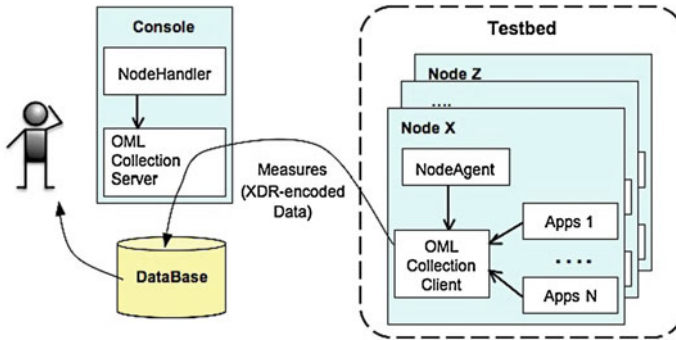 Console
NodeHandler
OML
Collection
Server
DataBase
Measures
(XDR-encoded
Data)
Testbed
Node Z
....
Node X
NodeAgent
OML
Collection
Client
Apps 1
....
Apps N